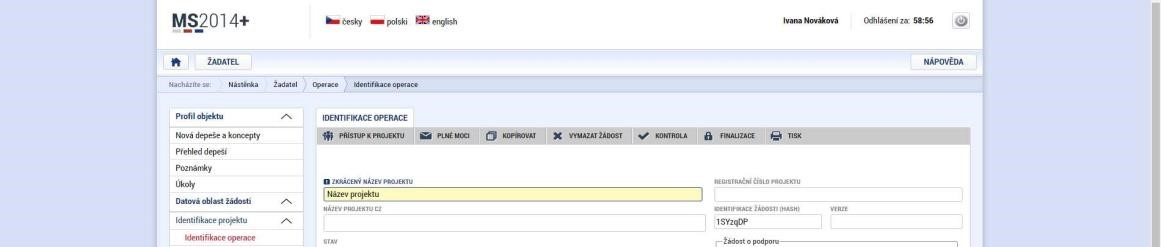 MS2014+ česky polski english Ivana Nováková Odhlášení za: 58:56
ŽADATEL NÁPOVĚDA
Nacházíte se: Nástěnka Žadatel Operace Identifikace operace
Profil objektu
Nová depeše a koncepty
Přehled depeší
Poznámky
Úkoly
Datová oblast žádosti
Identifikace projektu
Identifikace operace
IDENTIFIKACE OPERACE
PŘÍSTUP K PROJEKTU PLNÉ MOCI KOPÍROVAT VYMAZAT ŽÁDOST KONTROLA FINALIZACE TISK
ZKRÁCENÝ NÁZEV PROJEKTU REGISTRAČNÍ ČÍSLO PROJEKTU
Název projektu
NÁZEV PROJEKTU CZ IDENTIFIKACE ŽÁDOSTI (HASH) VERZE
1SYzqDP
STAV Žádost o podporu